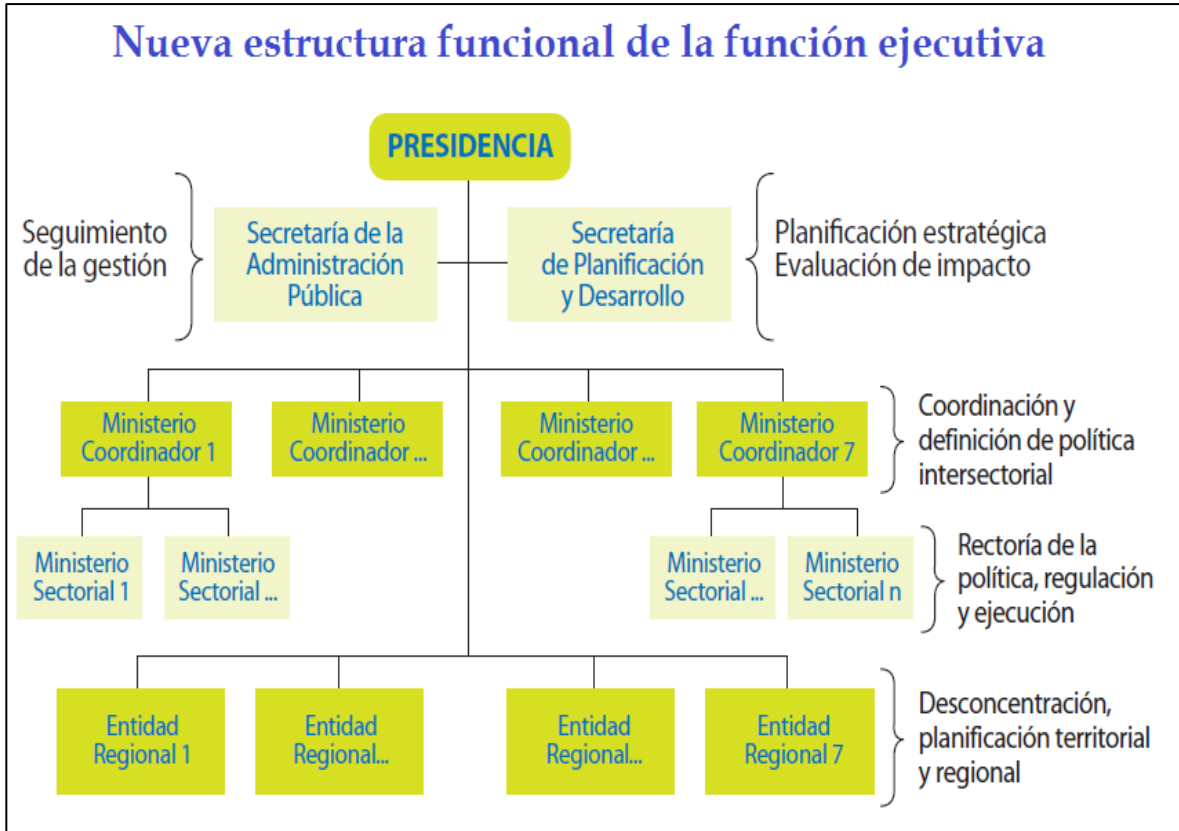 Nueva estructura funcional de la función ejecutiva
PRESIDENCIA
Seguimiento
de la gestión
Secretaría de la
Administración
Pública
Secretaría
de Planificación
y Desarrollo
Planificación estratégica
Evaluación de impacto
Ministerio
Coordinador 1
Ministerio
Coordinador ...
Ministerio
Coordinador ...
Ministerio
Coordinador 7
Coordinación y
definición de política
intersectorial
Ministerio
Sectorial 1
Ministerio
Sectorial ...
Ministerio
Sectorial ...
Ministerio
Sectorial n
Rectoría de la
política, regulación
y ejecución
Entidad
Regional 1
Entidad
Regional...
Entidad
Regional...
Entidad
Regional 7
Desconcentración,
planificación territorial
y regional